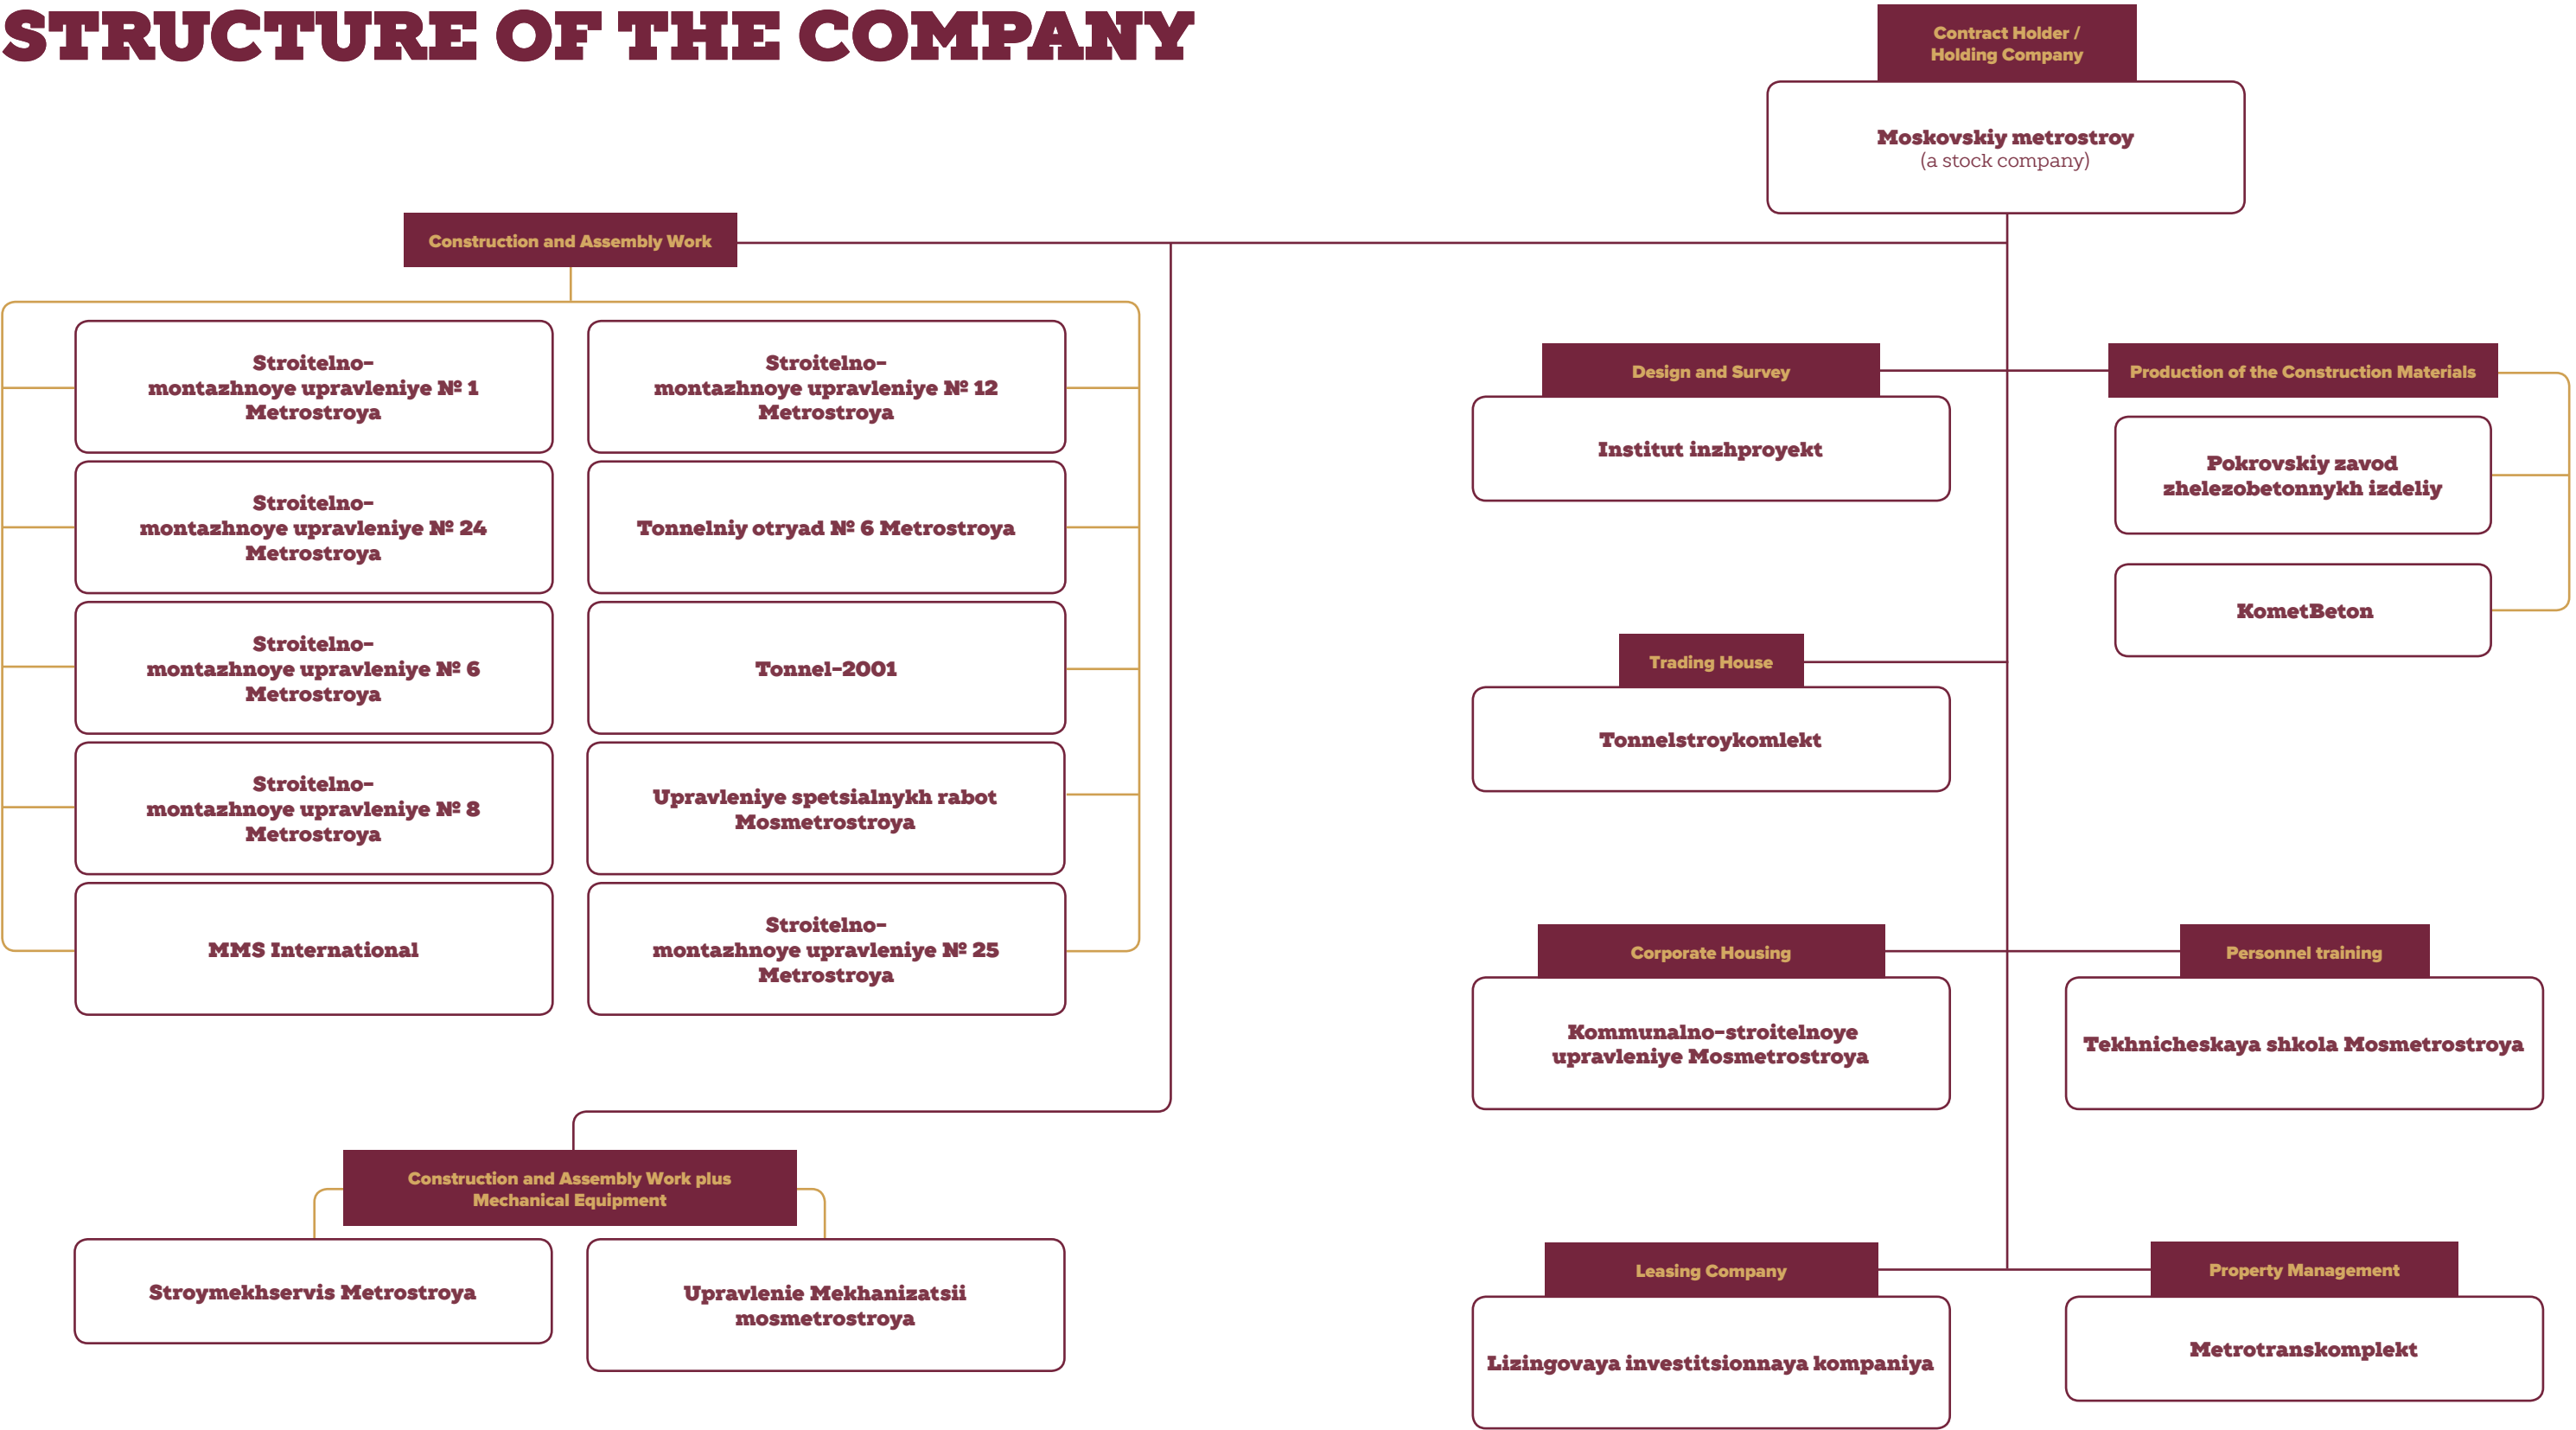 STRUCTURE OF THE COMPANY
Contract Holder /
Holding Company
Moskovskiy metrostroy
(a stock company)
Construction and Assembly Work
Stroitelno-
montazhnoye upravleniye № 1
Metrostroya
Stroitelno-
montazhnoye upravleniye № 12
Metrostroya
Stroitelno-
montazhnoye upravleniye № 24
Metrostroya
Tonnelniy otryad № 6 Metrostroya
Stroitelno-
montazhnoye upravleniye № 6
Metrostroya
Tonnel-2001
Stroitelno-
montazhnoye upravleniye № 8
Metrostroya
Upravleniye spetsialnykh rabot
Mosmetrostroya
MMS International
Stroitelno-
montazhnoye upravleniye № 25
Metrostroya
Construction and Assembly Work plus
Mechanical Equipment
Stroymekhservis Metrostroya
Upravlenie Mekhanizatsii
mosmetrostroya
Design and Survey
Institut inzhproyekt
Production of the Construction Materials
Pokrovskiy zavod
zhelezobetonnykh izdeliy
KometBeton
Trading House
Tonnelstroykomlekt
Corporate Housing
Kommunalno-stroitelnoye
upravleniye Mosmetrostroya
Personnel training
Tekhnicheskaya shkola Mosmetrostroya
Leasing Company
Lizingovaya investitsionnaya kompaniya
Property Management
Metrotranskomplekt